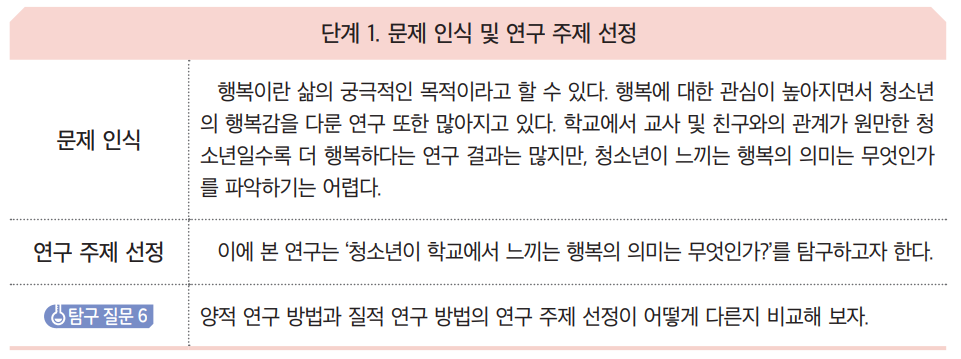 단계 1. 문제 인식 및 연구 주제 선정
문제 인식
행복이란 삶의 궁극적인 목적이라고 할 수 있다. 행복에 대한 관심이 높아지면서 청소년
의 행복감을 다룬 연구 또한 많아지고 있다. 학교에서 교사 및 친구와의 관계가 원만한 청
소년일수록 더 행복하다는 연구 결과는 많지만, 청소년이 느끼는 행복의 의미는 무엇인가
를 파악하기는 어렵다.
연구 주제 선정
이에 본 연구는 ‘청소년이 학교에서 느끼는 행복의 의미는 무엇인가?’를 탐구하고자 한다.
탐구 질문 6
양적 연구 방법과 질적 연구 방법의 연구 주제 선정이 어떻게 다른지 비교해 보자.